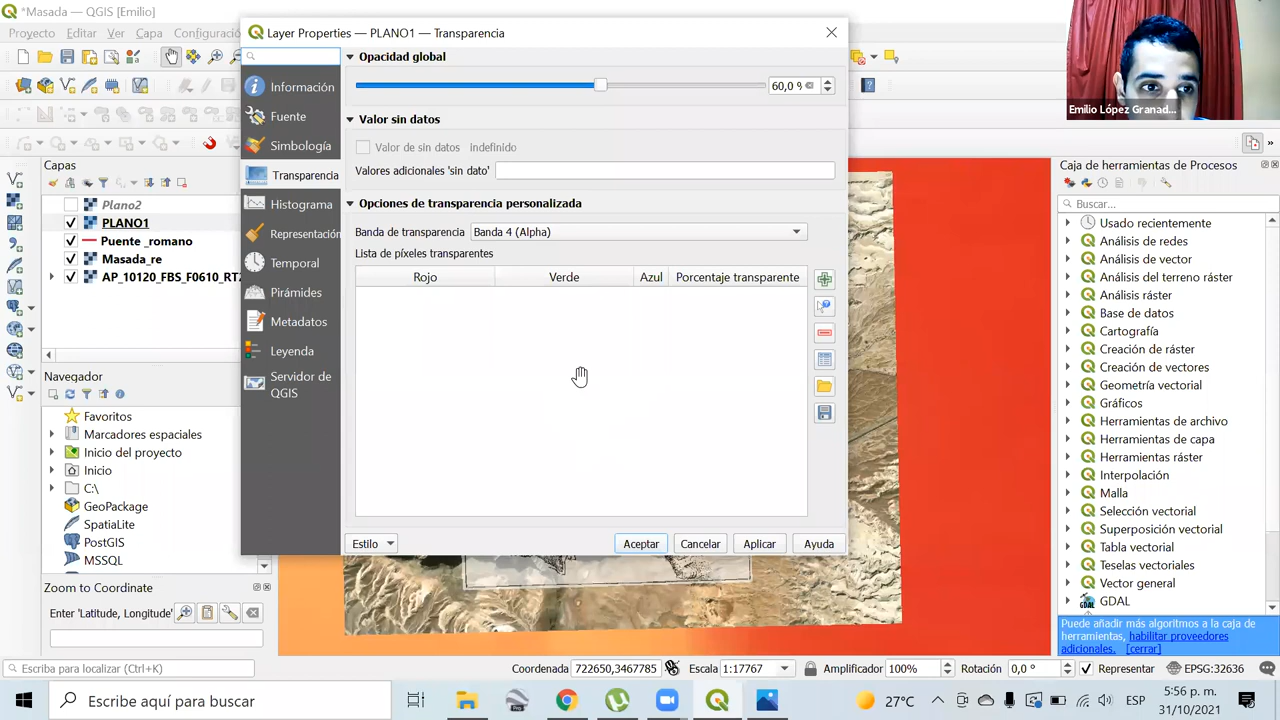 *Masada — QGIS [Emilio]
Proyecto Editar Ver Capa Configuració
Layer Properties — PLANO1 — Transparencia
Información
Fuente
Simbología
Transparencia
Histograma
Representación
Temporal
Pirámides
Metadatos
Leyenda
Servidor de
QGIS
Opacidad global
60,0 %
Valor sin datos
Valor de sin datos Indefinido
Valores adicionales 'sin dato'
Opciones de transparencia personalizada
Banda de transparencia Banda 4 (Alpha)
Lista de píxeles transparentes
Rojo Verde Azul Porcentaje transparente
Estilo Aceptar Cancelar Aplicar Ayuda
Capas
Plano2
PLANO1
Puente _romano
Masada_re
AP_10120_FBS_F0610_RT2
Navegador
Favoritos
Marcadores espaciales
Inicio del proyecto
Inicio
C:\
GeoPackage
SpatiaLite
PostGIS
MSSQL
Zoom to Coordinate
Enter 'Latitude, Longitude'
Emilio López Granad...
»
Caja de herramientas de Procesos
Buscar...
Usado recientemente
Análisis de redes
Análisis de vector
Análisis del terreno ráster
Análisis ráster
Base de datos
Cartografía
Creación de ráster
Creación de vectores
Geometría vectorial
Gráficos
Herramientas de archivo
Herramientas de capa
Herramientas ráster
Interpolación
Malla
Selección vectorial
Superposición vectorial
Tabla vectorial
Teselas vectoriales
Vector general
GDAL
Puede añadir más algoritmos a la caja de
herramientas, habilitar proveedores
adicionales. [cerrar]
Escriba para localizar (Ctrl+K) Coordenada 722650,3467785 Escala 1:17767 Amplificador 100% Rotación 0,0 ° Representar EPSG:32636
Escribe aquí para buscar
27°C
ESP
5:56 p. m.
31/10/2021